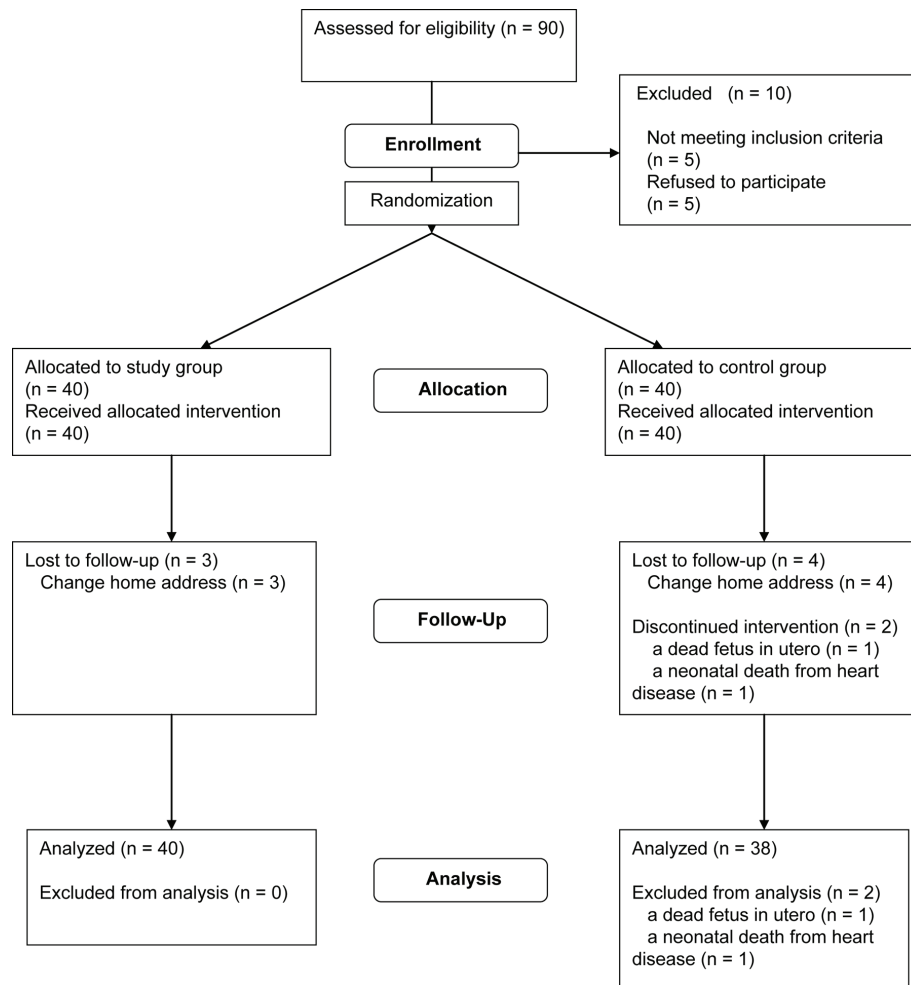 Assessed for eligibility (n = 90)
Excluded (n = 10)
Not meeting inclusion criteria
(n = 5)
Refused to participate
(n = 5)
Enrollment
Randomization
Allocated to study group
(n = 40)
Received allocated intervention
(n = 40)
Allocation
Allocated to control group
(n = 40)
Received allocated intervention
(n = 40)
Lost to follow-up (n = 3)
Change home address (n = 3)
Follow-Up
Lost to follow-up (n = 4)
Change home address (n = 4)
Discontinued intervention (n = 2)
a dead fetus in utero (n = 1)
a neonatal death from heart
disease (n = 1)
Analyzed (n = 40)
Excluded from analysis (n = 0)
Analysis
Analyzed (n = 38)
Excluded from analysis (n = 2)
a dead fetus in utero (n = 1)
a neonatal death from heart
disease (n = 1)